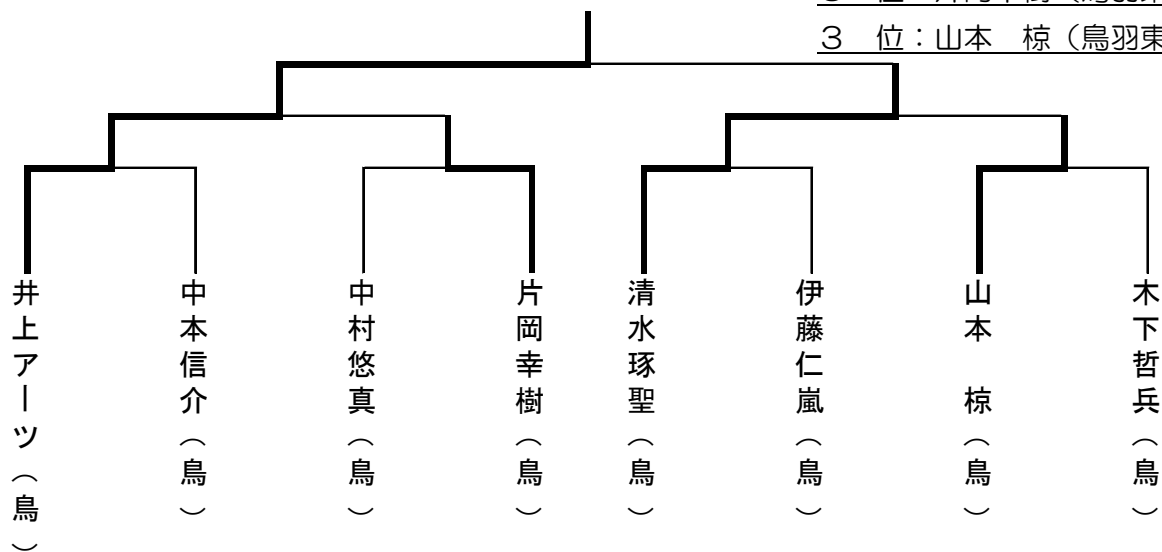 3 位：山本 椋（鳥羽東
井上アーツ（鳥）
中本信介（鳥）
中村悠真（鳥）
片岡幸樹（鳥）
清水琢聖（鳥）
伊藤仁嵐（鳥）
山本 椋（鳥）
木下哲兵（鳥）